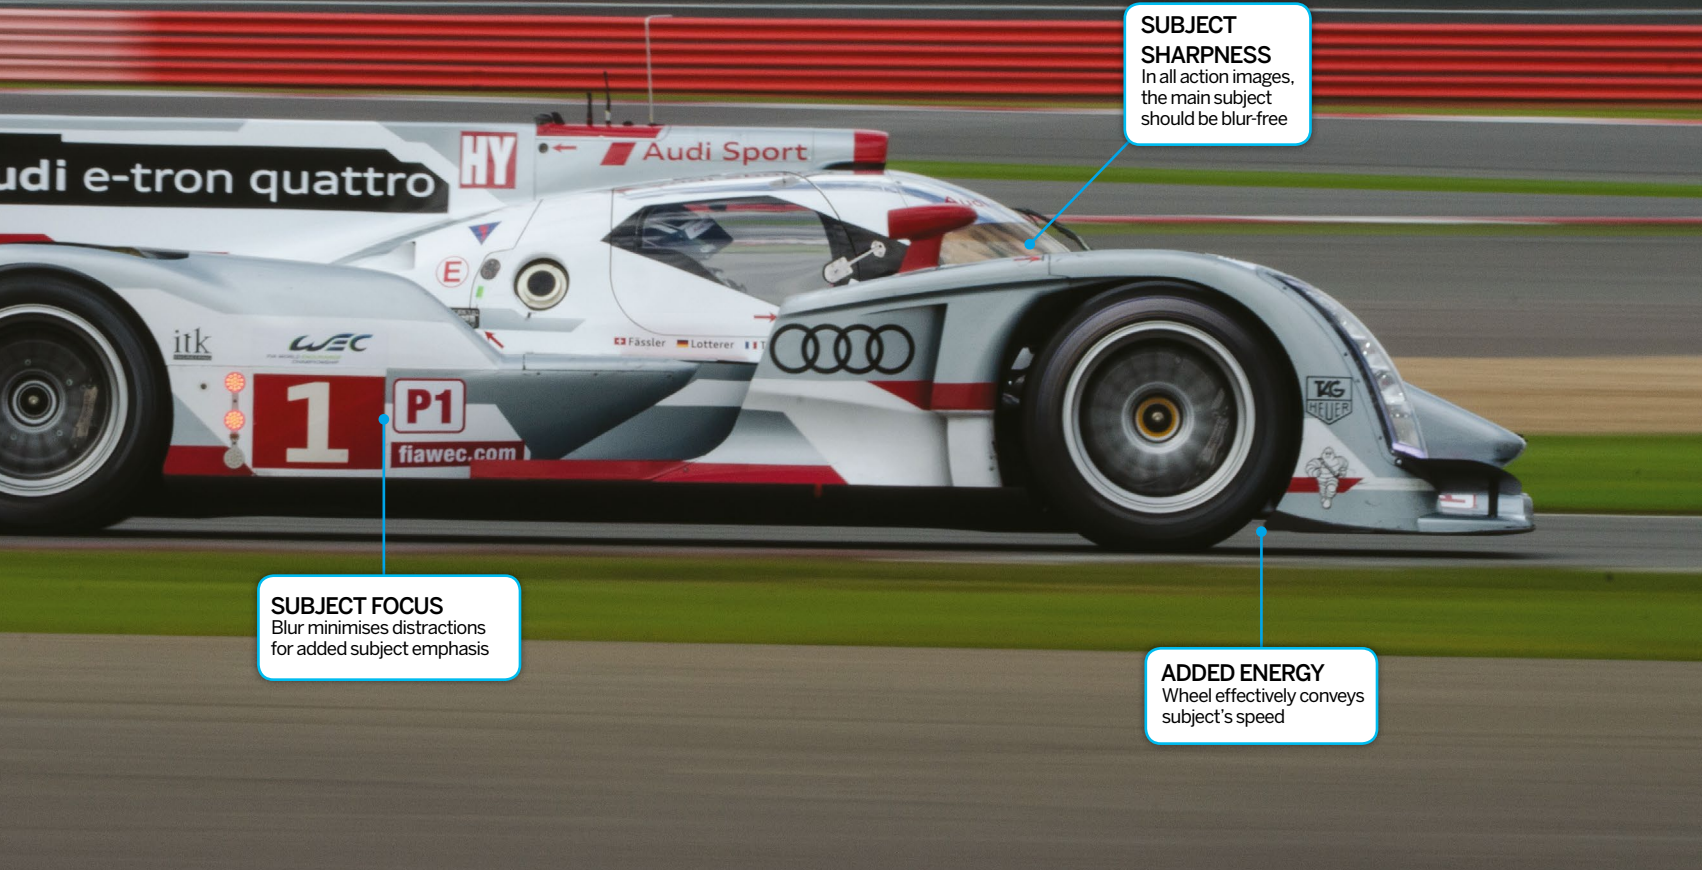 SUBJECT
SHARPNESS
In all action images,
the main subject
should be blur-free
HY
Audi Sport
udi e-tron quattro
Audi
E
itk
WEC
Fässler Lotterer T
TAG
HEUER
1
P1
fiawec.com
SUBJECT FOCUS
Blur minimises distractions
for added subject emphasis
ADDED ENERGY
Wheel effectively conveys
subject's speed